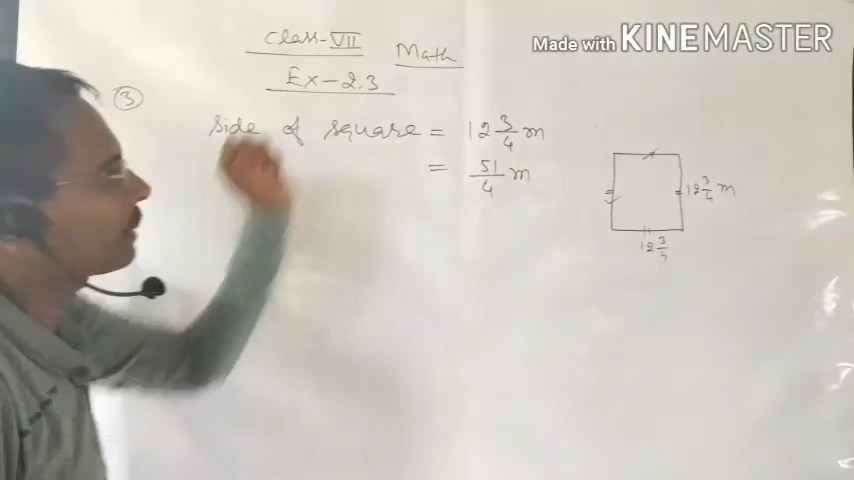 Made with KINEMASTER
Class-VII Math
Ex-2.3
3
side of square = 12 3/4 m
= 51/4 m
12 3/4 m
12 3/4